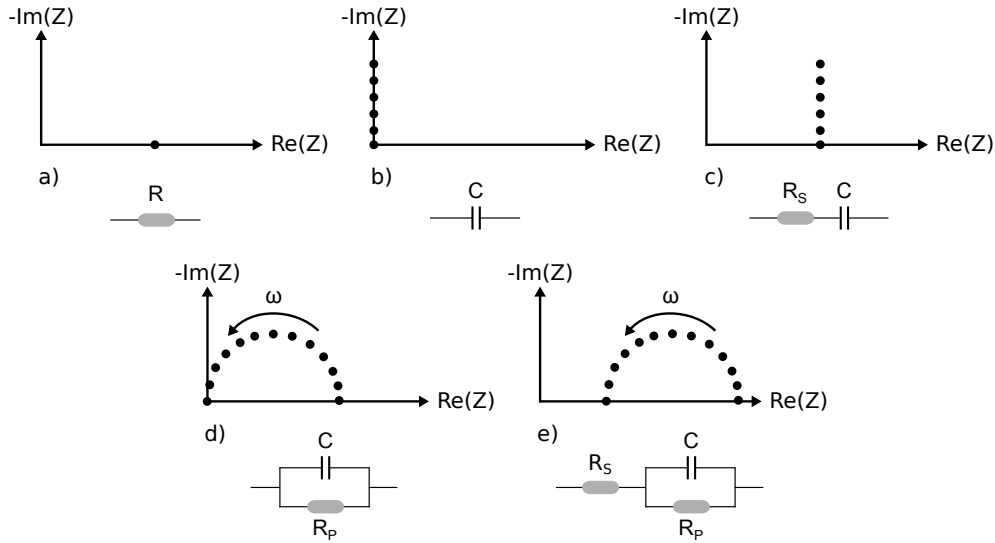 -Im(Z)
Re(Z)
a)
R
-Im(Z)
Re(Z)
b)
C
-Im(Z)
Re(Z)
c)
R_S C
-Im(Z)
ω
Re(Z)
d)
C
R_P
-Im(Z)
ω
Re(Z)
e)
R_S
C
R_P